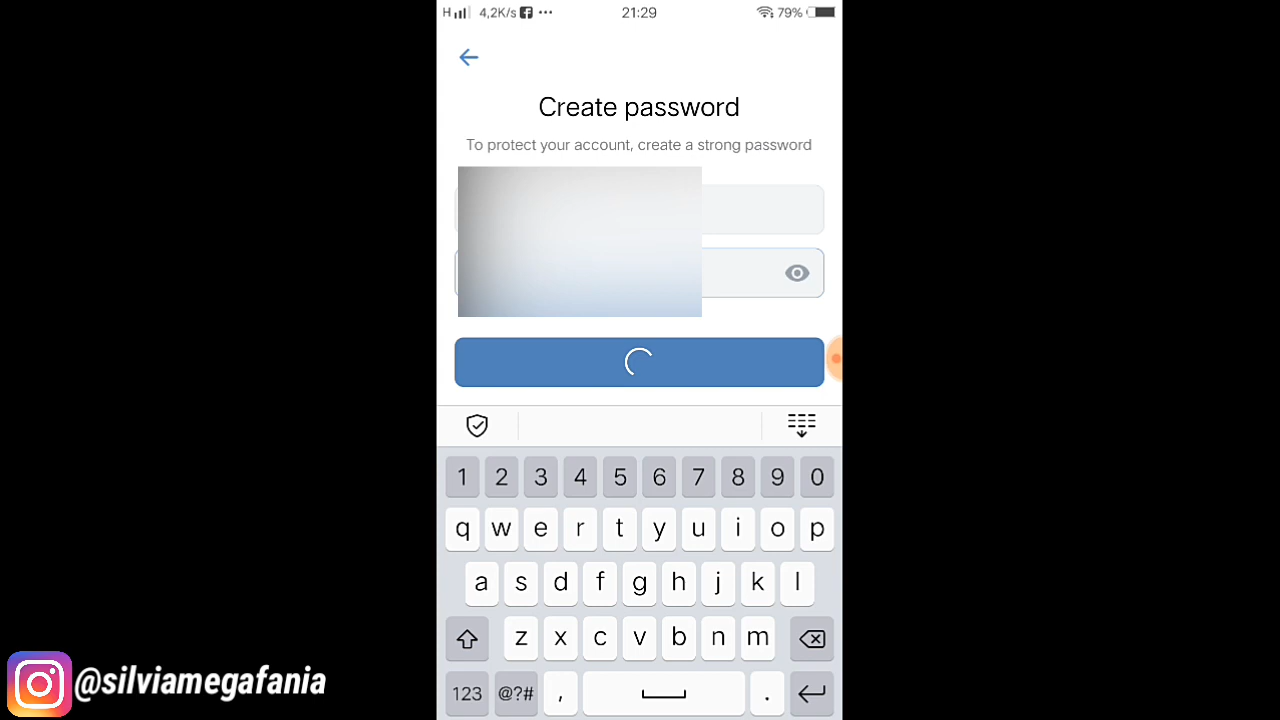 H 4,2K/s ••• 21:29 79%
Create password
To protect your account, create a strong password
1 2 3 4 5 6 7 8 9 0
q w e r t y u i o p
a s d f g h j k l
z x c v b n m
123 @?# , .
@silviamegafania